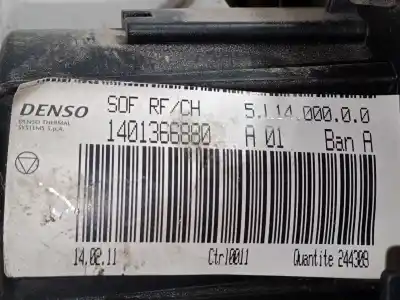 DENSO
DENSO THERMAL
SYSTEMS S.p.A.
SOF RF/CH 5.114.000.0.0
1401366680 A 01 Ban A
14.02.11 Ctrl0011 Quantite 244309